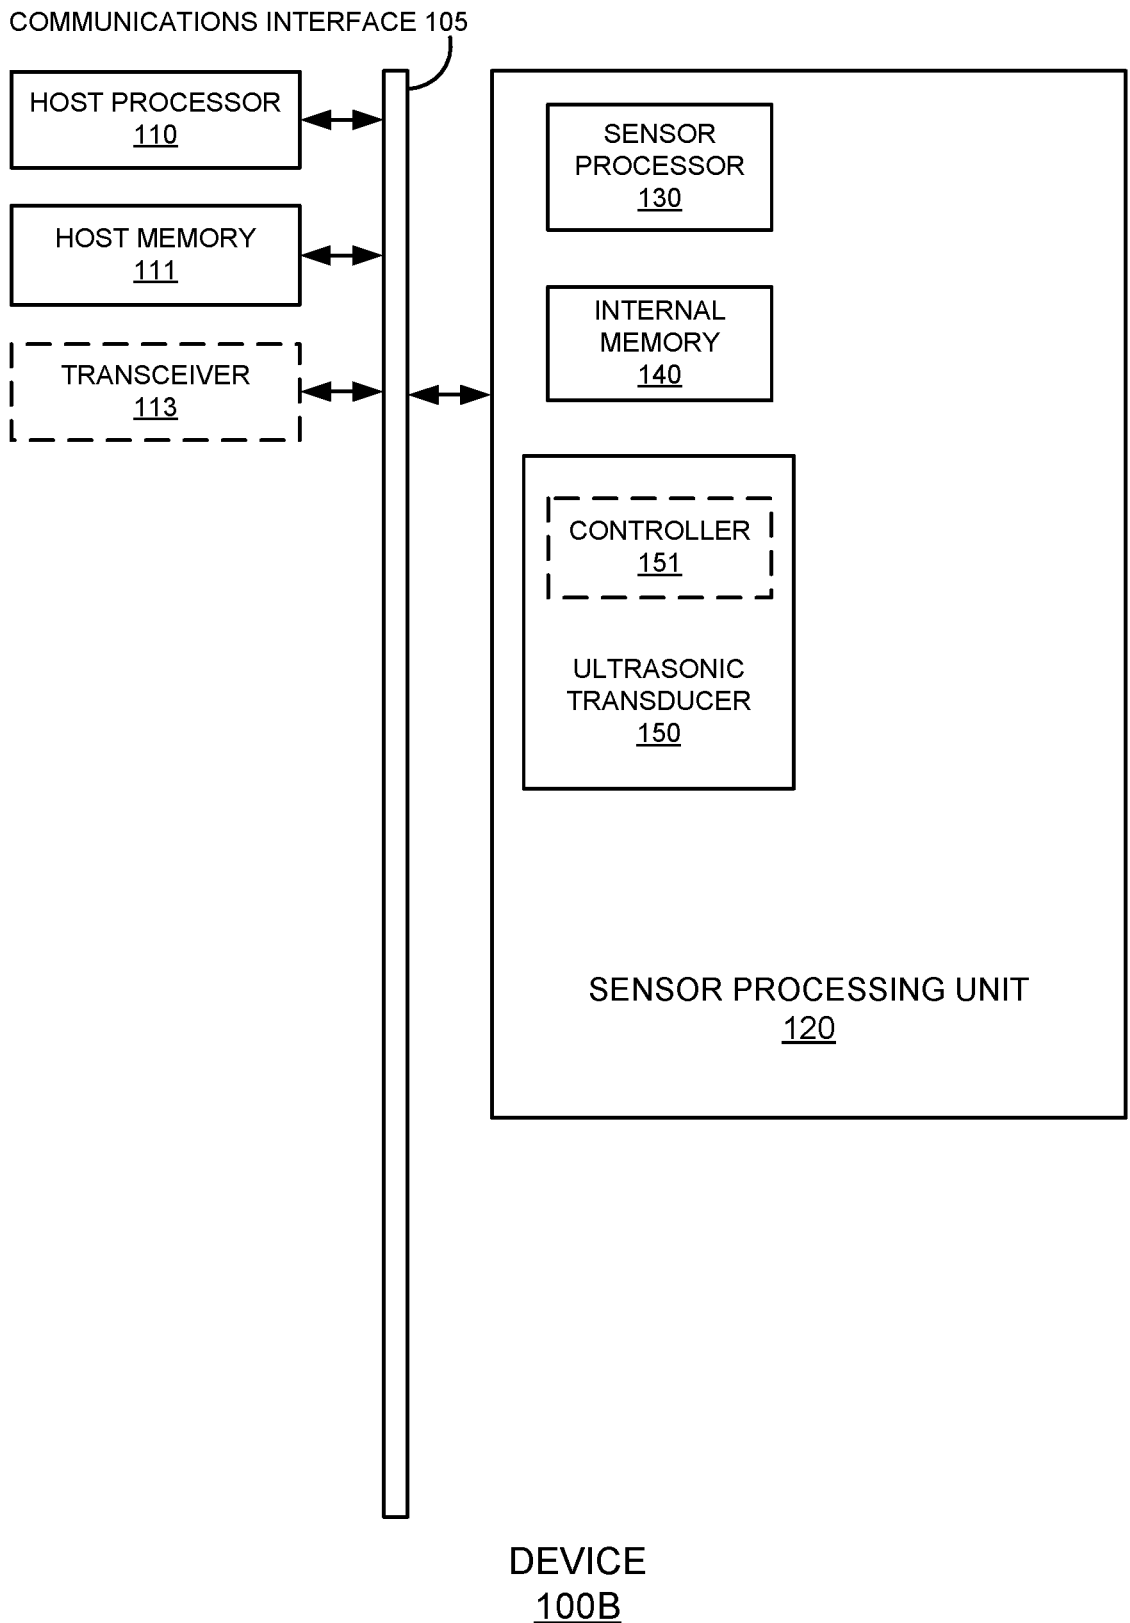 COMMUNICATIONS INTERFACE 105
HOST PROCESSOR
110
HOST MEMORY
111
TRANSCEIVER
113
SENSOR
PROCESSOR
130
INTERNAL
MEMORY
140
CONTROLLER
151
ULTRASONIC
TRANSDUCER
150
SENSOR PROCESSING UNIT
120
DEVICE
100B